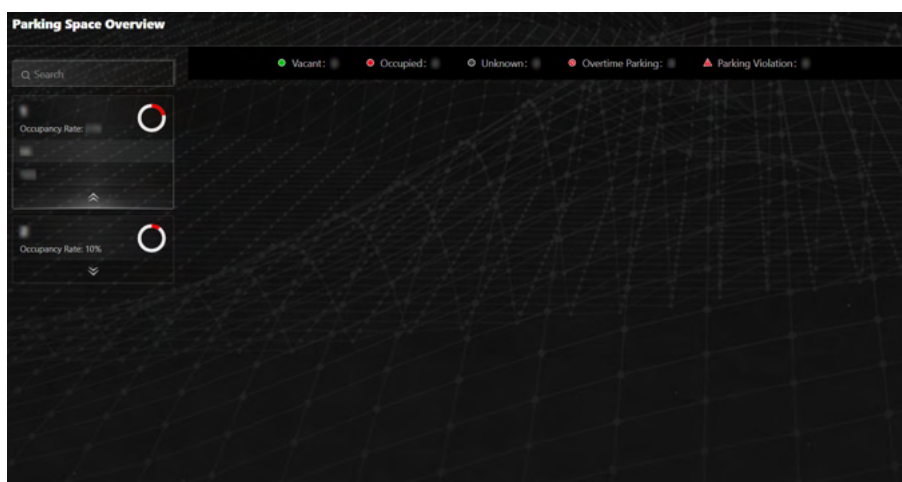 Parking Space Overview
Search
Vacant: Occupied: Unknown: Overtime Parking: Parking Violation:
Occupancy Rate:
Occupancy Rate: 10%